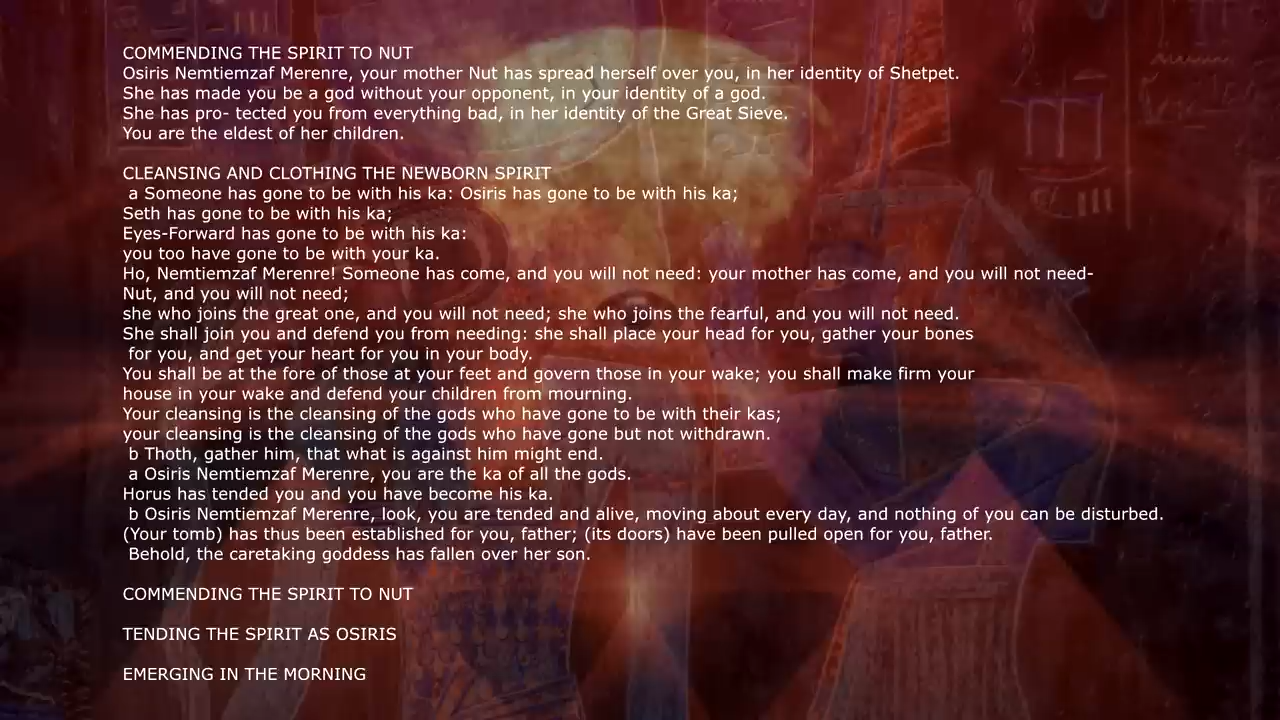 COMMENDING THE SPIRIT TO NUT
Osiris Nemtiemzaf Merenre, your mother Nut has spread herself over you, in her identity of Shetpet.
She has made you be a god without your opponent, in your identity of a god.
She has pro- tected you from everything bad, in her identity of the Great Sieve.
You are the eldest of her children.
CLEANSING AND CLOTHING THE NEWBORN SPIRIT
a Someone has gone to be with his ka: Osiris has gone to be with his ka;
Seth has gone to be with his ka;
Eyes-Forward has gone to be with his ka:
you too have gone to be with your ka.
Ho, Nemtiemzaf Merenre! Someone has come, and you will not need: your mother has come, and you will not need-
Nut, and you will not need;
she who joins the great one, and you will not need; she who joins the fearful, and you will not need.
She shall join you and defend you from needing: she shall place your head for you, gather your bones
for you, and get your heart for you in your body.
You shall be at the fore of those at your feet and govern those in your wake; you shall make firm your
house in your wake and defend your children from mourning.
Your cleansing is the cleansing of the gods who have gone to be with their kas;
your cleansing is the cleansing of the gods who have gone but not withdrawn.
b Thoth, gather him, that what is against him might end.
a Osiris Nemtiemzaf Merenre, you are the ka of all the gods.
Horus has tended you and you have become his ka.
b Osiris Nemtiemzaf Merenre, look, you are tended and alive, moving about every day, and nothing of you can be disturbed.
(Your tomb) has thus been established for you, father; (its doors) have been pulled open for you, father.
Behold, the caretaking goddess has fallen over her son.
COMMENDING THE SPIRIT TO NUT
TENDING THE SPIRIT AS OSIRIS
EMERGING IN THE MORNING